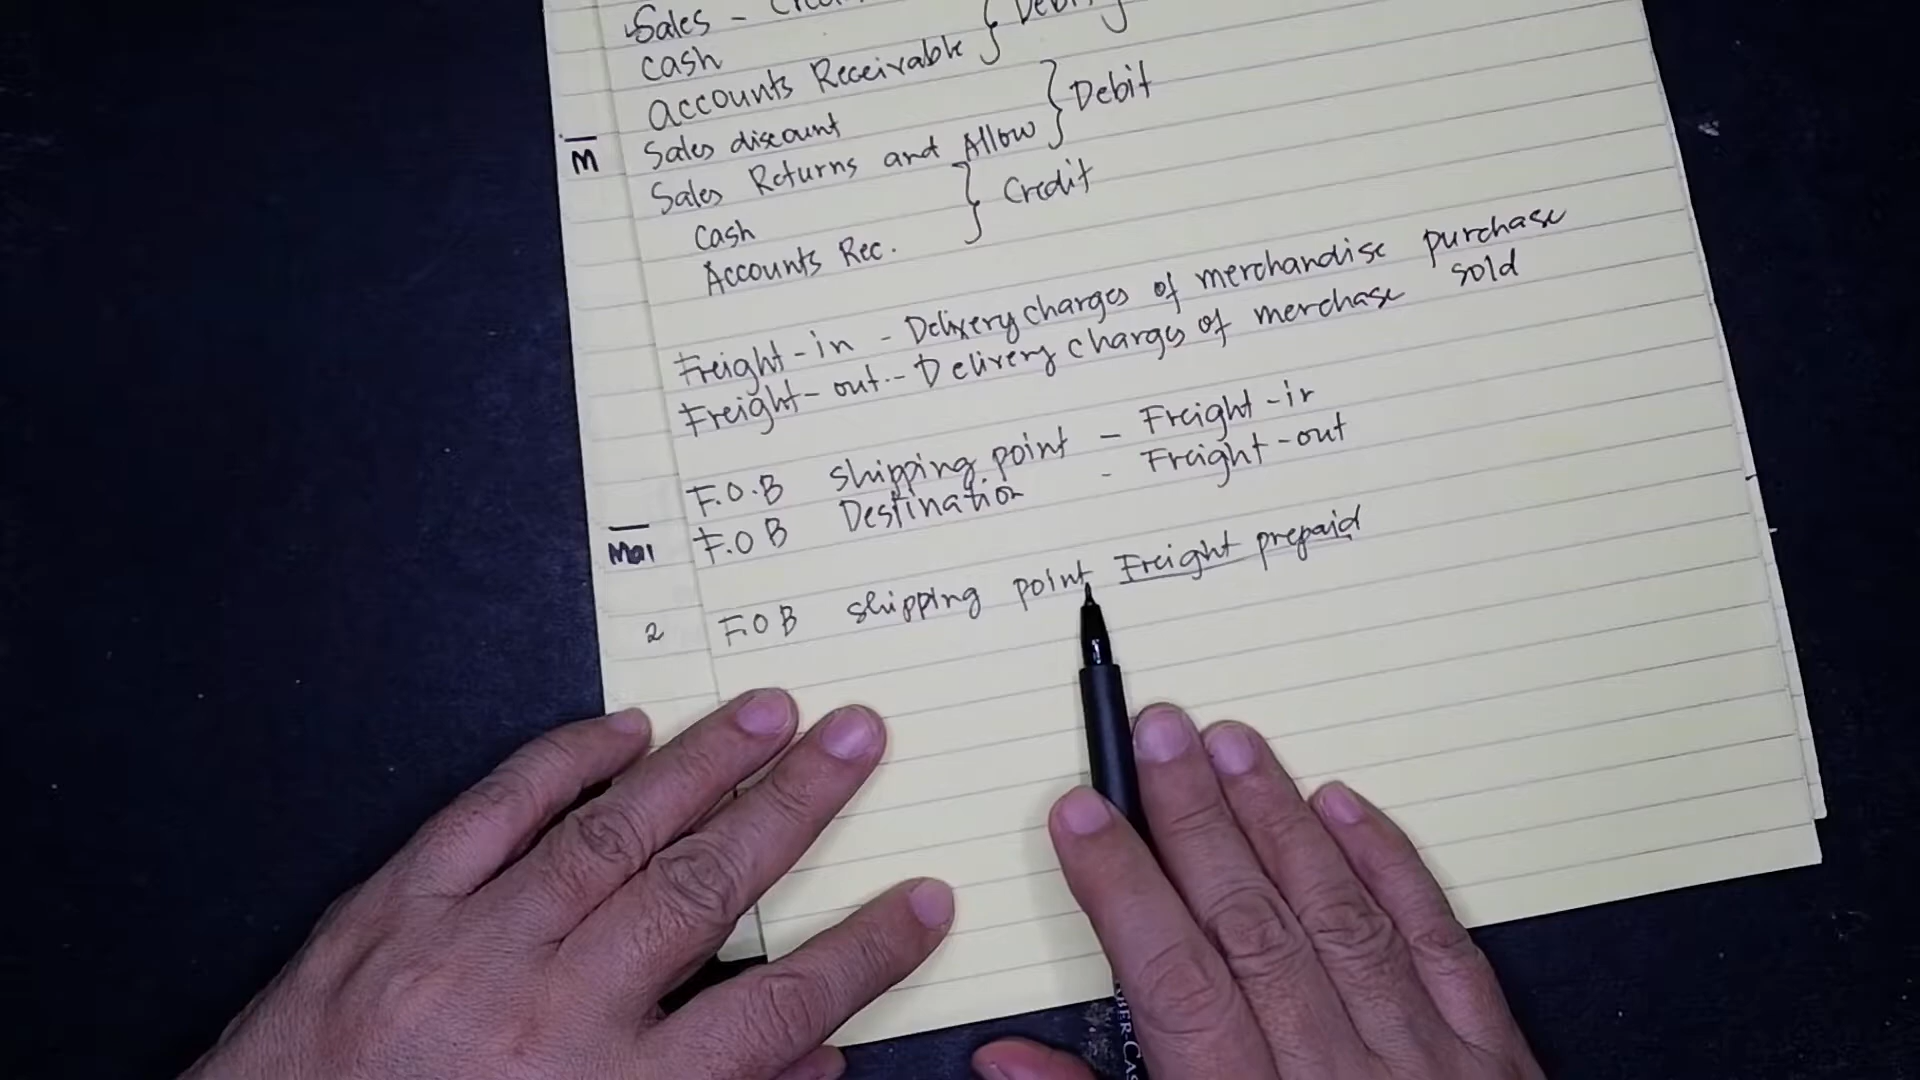 Sales -
Cash
Accounts Receivable } Debit
Sales discount
Sales Returns and Allow } Debit
M
Cash
Accounts Rec. } Credit
Freight-in - Delivery charges of merchandise purchase
Freight-out.- Delivery charges of merchase sold
F.O.B shipping point - Freight-in
F.O B Destination - Freight-out
Mai
2 F.O B shipping point Freight prepaid